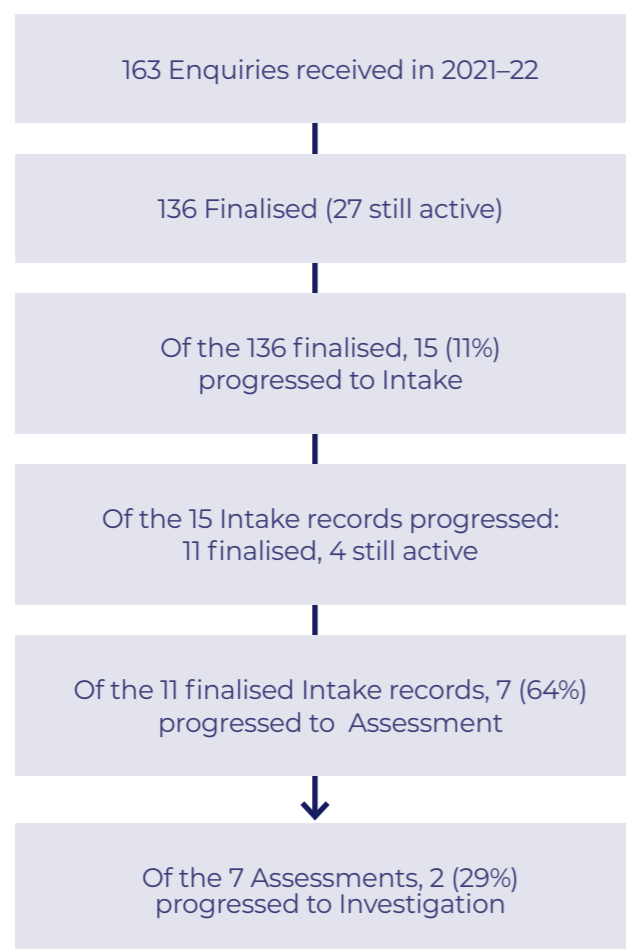 163 Enquiries received in 2021–22
136 Finalised (27 still active)
Of the 136 finalised, 15 (11%)
progressed to Intake
Of the 15 Intake records progressed:
11 finalised, 4 still active
Of the 11 finalised Intake records, 7 (64%)
progressed to Assessment
Of the 7 Assessments, 2 (29%)
progressed to Investigation